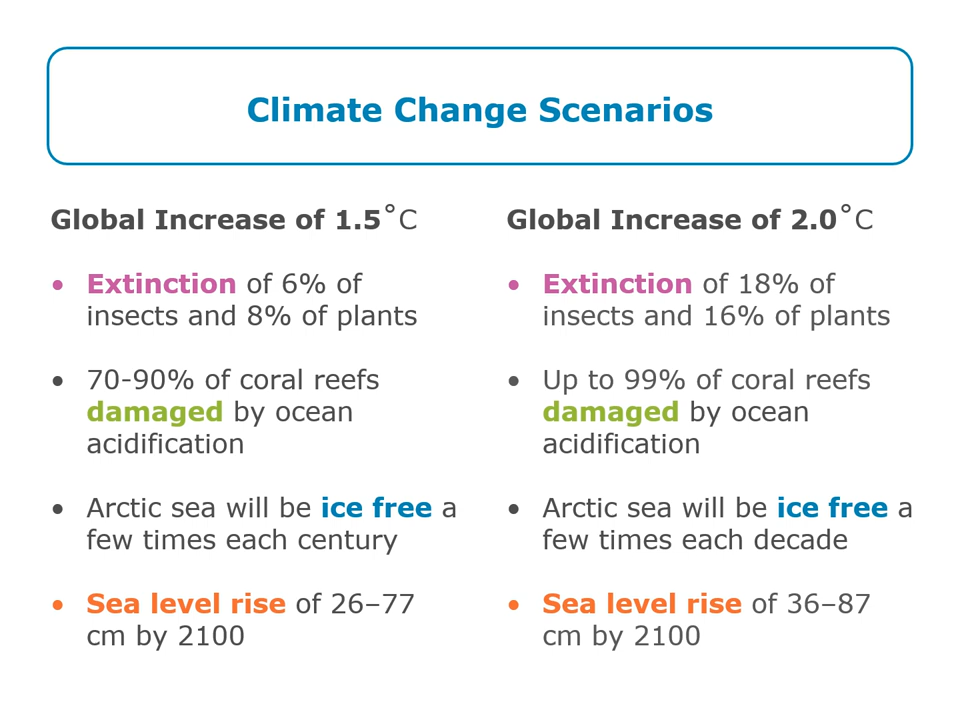 Climate Change Scenarios
Global Increase of 1.5˚C
• Extinction of 6% of
insects and 8% of plants
• 70-90% of coral reefs
damaged by ocean
acidification
• Arctic sea will be ice free a
few times each century
• Sea level rise of 26–77
cm by 2100
Global Increase of 2.0˚C
• Extinction of 18% of
insects and 16% of plants
• Up to 99% of coral reefs
damaged by ocean
acidification
• Arctic sea will be ice free a
few times each decade
• Sea level rise of 36–87
cm by 2100